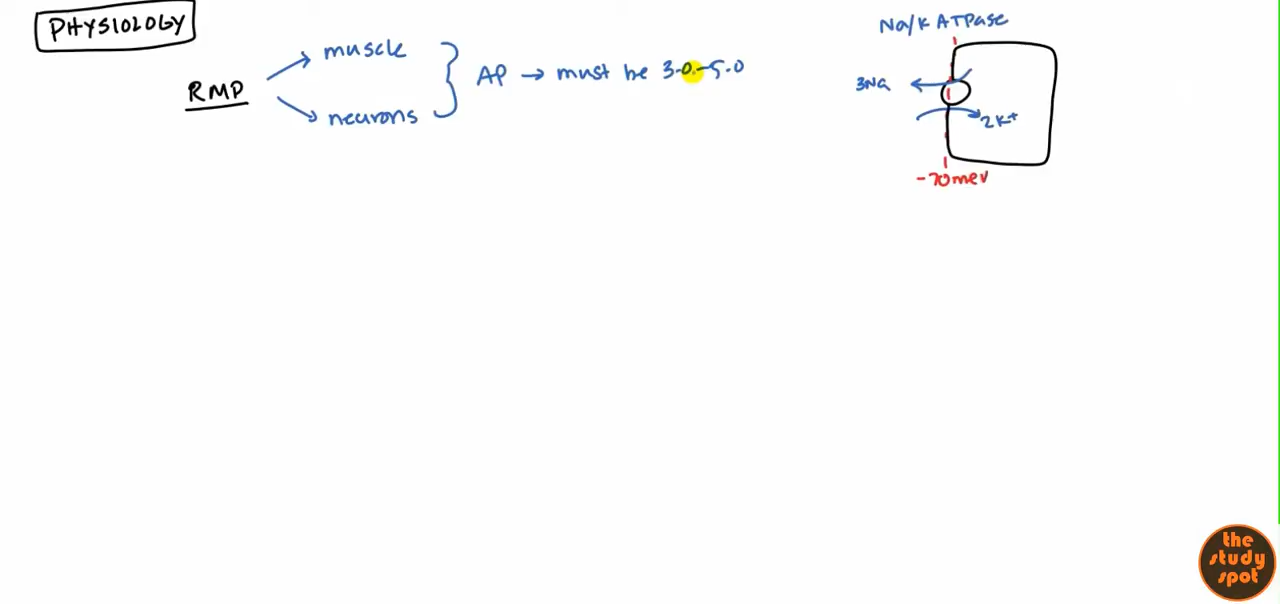 PHYSIOLOGY
RMP
muscle
neurons
AP → must be 3.0-5.0
Na/K ATPase
3Na
2K+
-70mev
the
study
spot